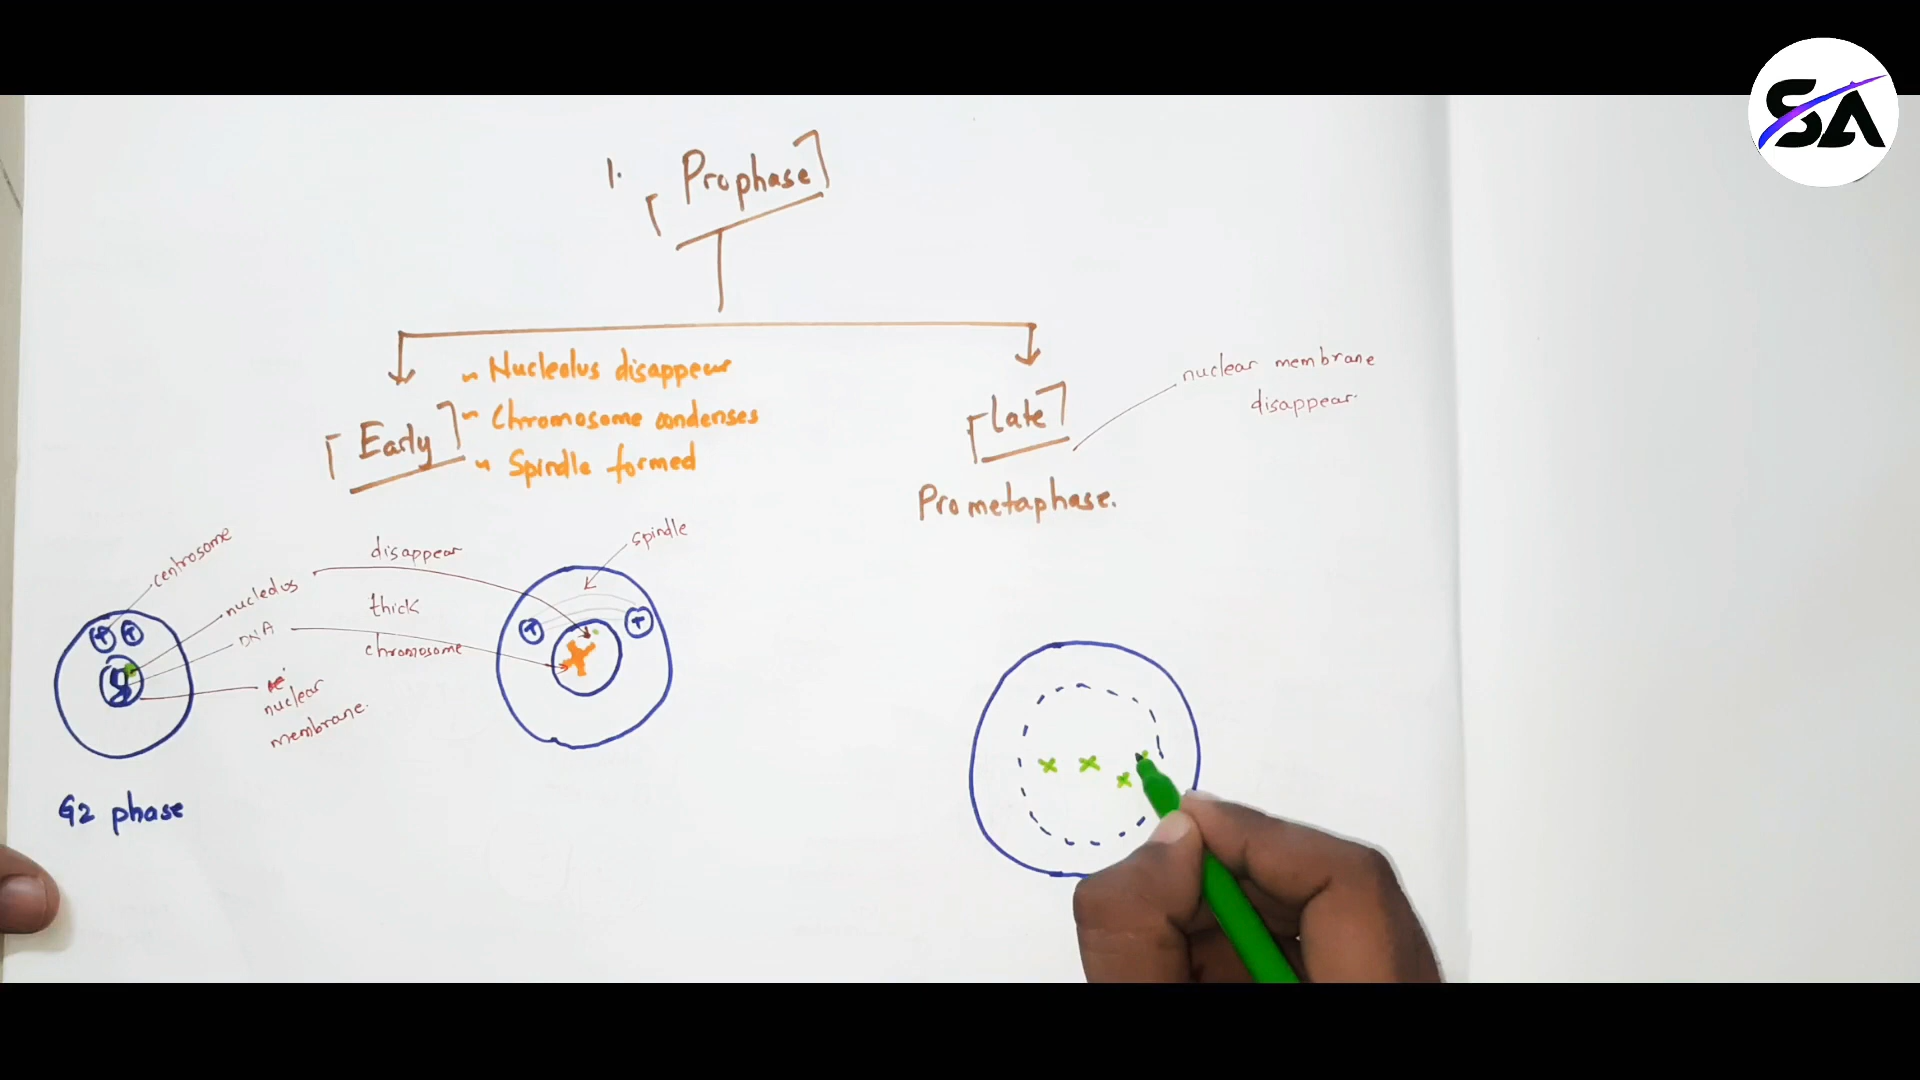 SA
1. Prophase
Nucleolus disappear
Chromosome condenses
Spindle formed
Early
Late
nuclear membrane
disappear.
Prometaphase.
centrosome
nucleolus
DNA
nuclear
membrane.
disappear
thick
chromosome
spindle
G2 phase